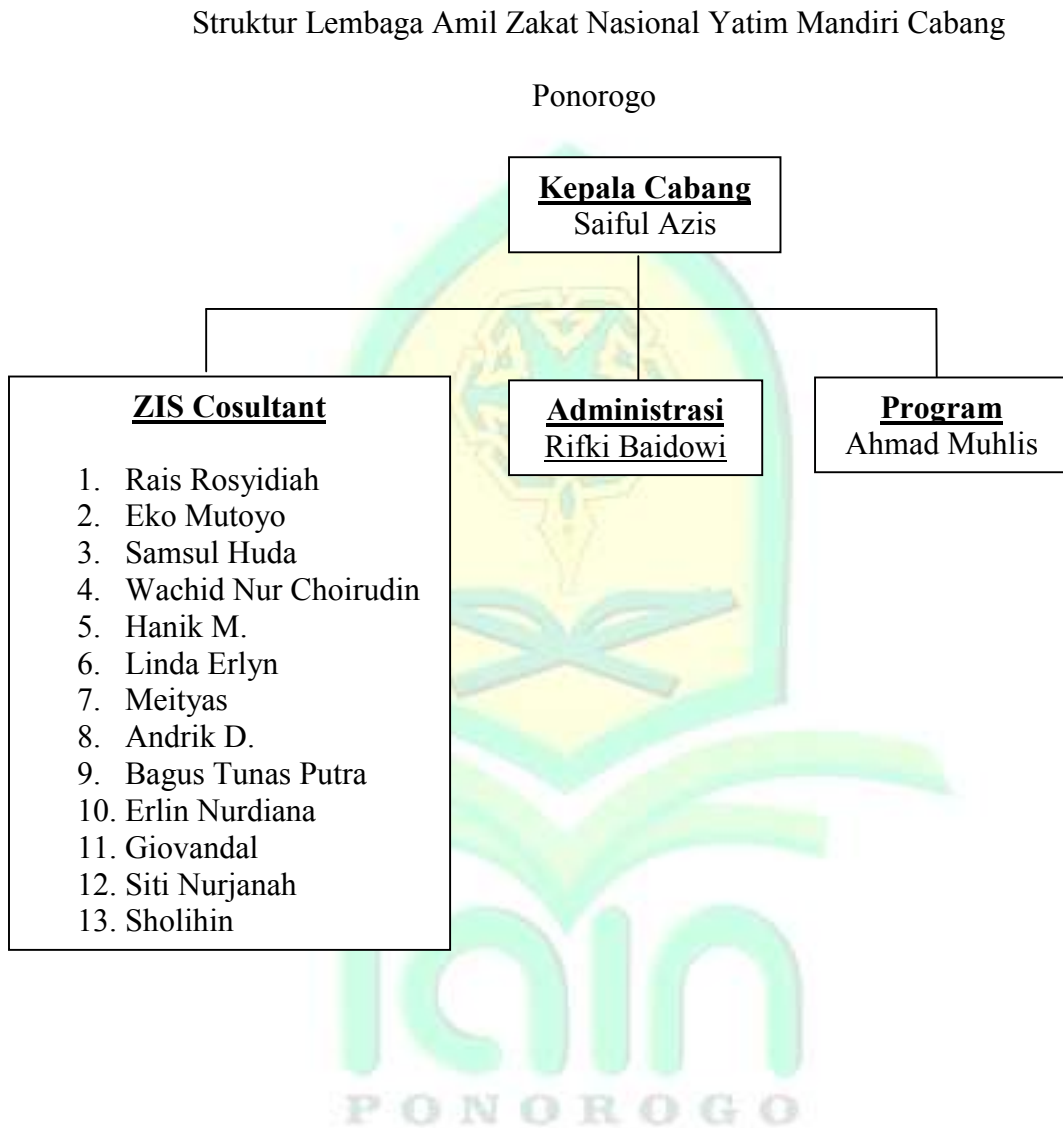 Struktur Lembaga Amil Zakat Nasional Yatim Mandiri Cabang
Ponorogo
Kepala Cabang
Saiful Azis
ZIS Cosultant
1. Rais Rosyidiah
2. Eko Mutoyo
3. Samsul Huda
4. Wachid Nur Choirudin
5. Hanik M.
6. Linda Erlyn
7. Meityas
8. Andrik D.
9. Bagus Tunas Putra
10. Erlin Nurdiana
11. Giovandal
12. Siti Nurjanah
13. Sholihin
Administrasi
Rifki Baidowi
Program
Ahmad Muhlis
iain
PONOROGO